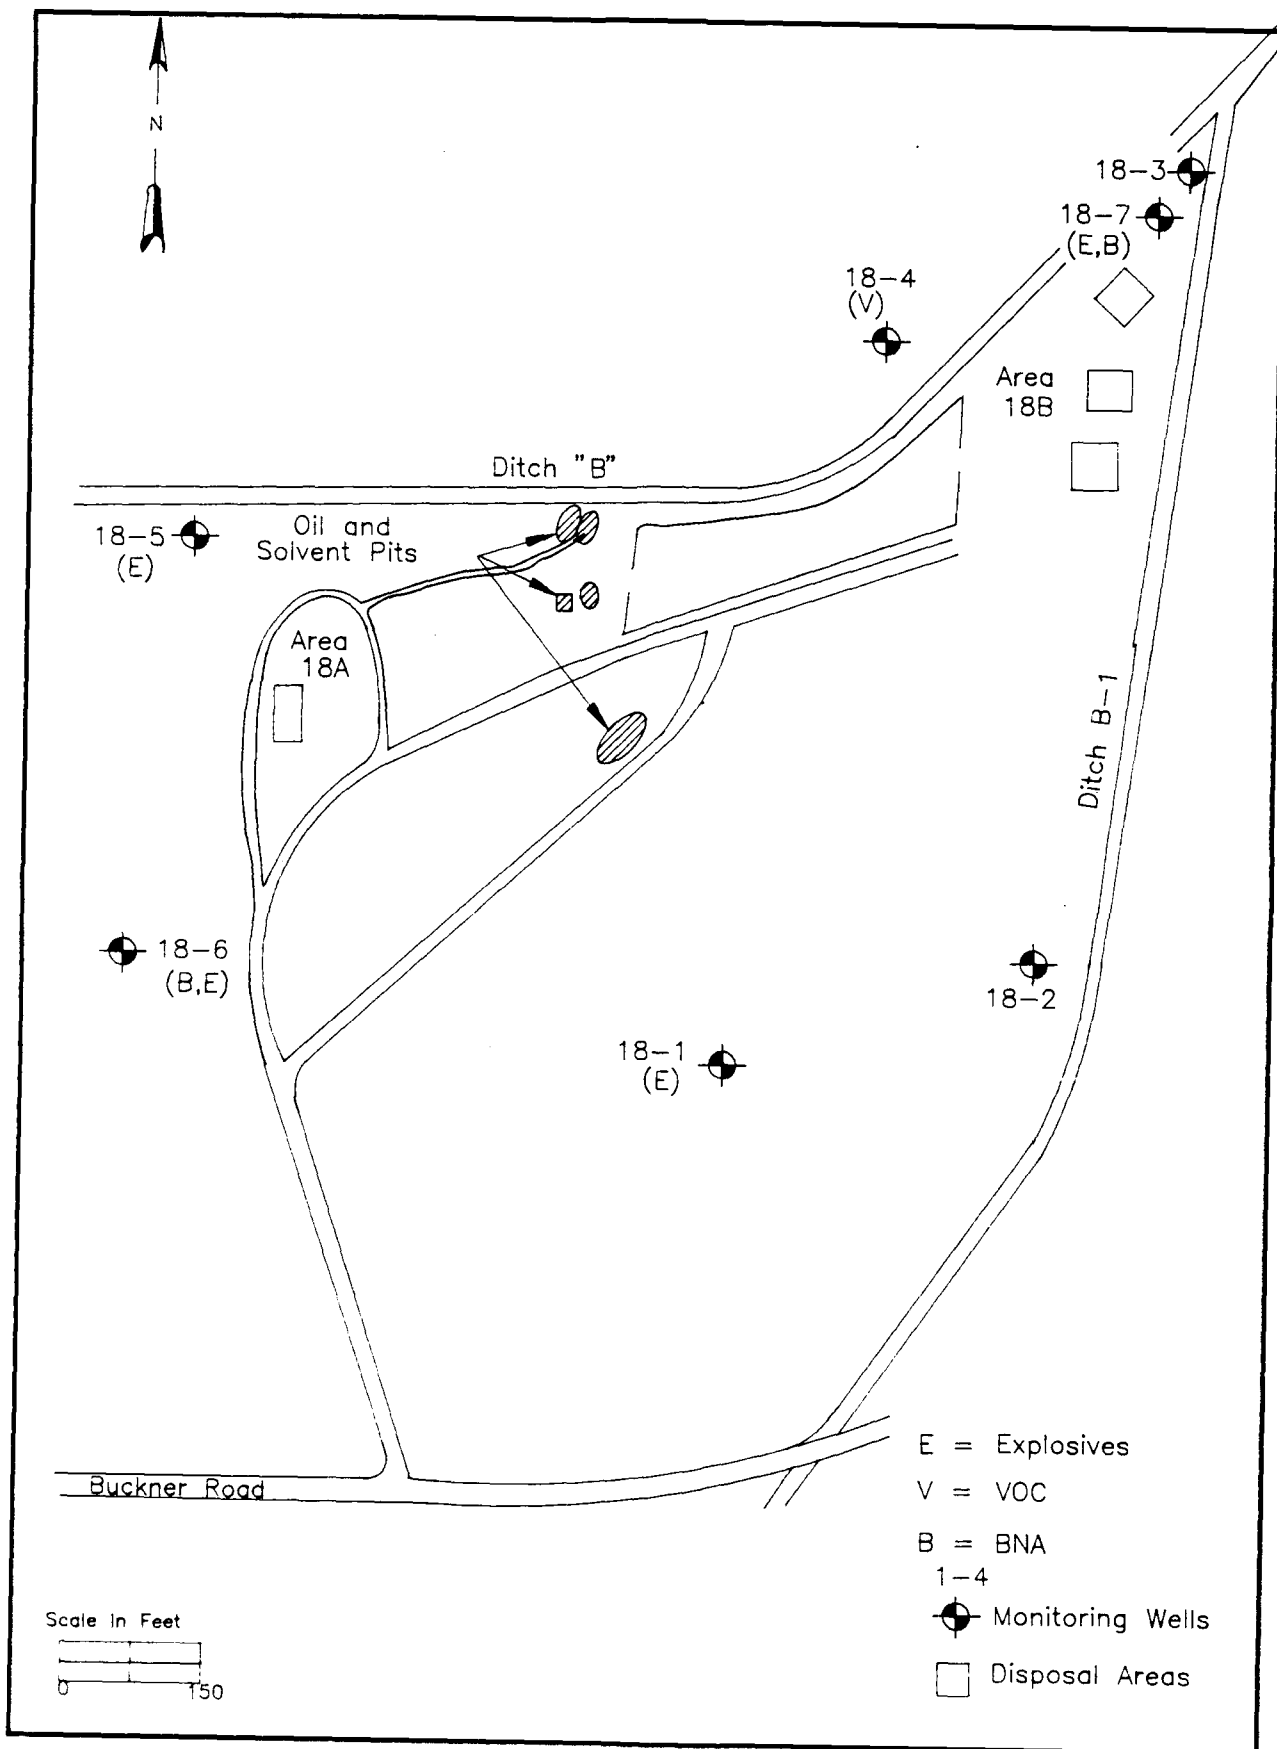 N
18-3
18-7
(E,B)
18-4
(V)
Area
18B
Ditch "B"
18-5
(E)
Oil and
Solvent Pits
Area
18A
Ditch B-1
18-6
(B,E)
18-2
18-1
(E)
E = Explosives
V = VOC
B = BNA
1-4
Monitoring Wells
Disposal Areas
Buckner Road
Scale In Feet
0 150